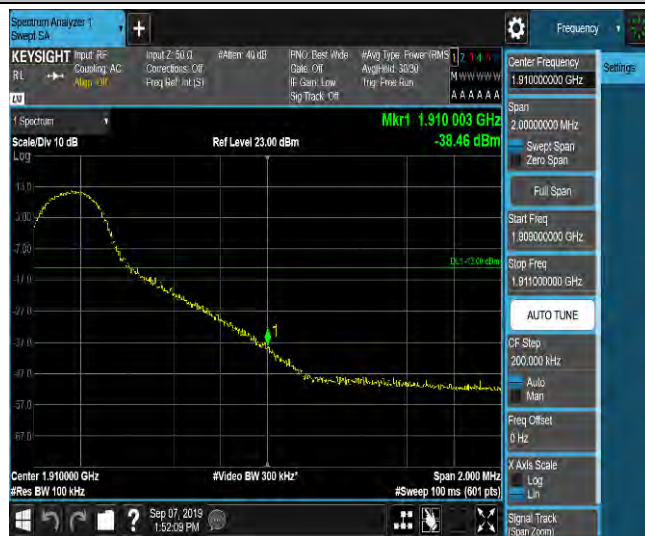 Spectrum Analyzer 1
Swept SA
+
Frequency
KEYSIGHT
RL
Input: RF
Coupling: AC
Align: Off
Input Z: 50 Ω
Corrections: Off
Freq Ref: Int (S)
#Atten: 40 dB
PNO: Best Wide
Gate: Off
IF Gain: Low
Sig Track: Off
#Avg Type: Power (RMS
Avg|Hold: 30/30
Trig: Free Run
M W W W W W
A A A A A A
1 Spectrum
Scale/Div 10 dB
Log
Ref Level 23.00 dBm
Mkr1 1.910 003 GHz
-38.46 dBm
13.0
3.00
-7.00
DL1 -13.00 dBm
-17.0
-27.0
-37.0
1
-47.0
-57.0
-67.0
Center 1.910000 GHz
#Res BW 100 kHz
#Video BW 300 kHz*
Span 2.000 MHz
#Sweep 100 ms (601 pts)
Sep 07, 2019
1:52:09 PM
Center Frequency
1.910000000 GHz
Settings
Span
2.00000000 MHz
Swept Span
Zero Span
Full Span
Start Freq
1.909000000 GHz
Stop Freq
1.911000000 GHz
AUTO TUNE
CF Step
200.000 kHz
Auto
Man
Freq Offset
0 Hz
X Axis Scale
Log
Lin
Signal Track
(Span Zoom)